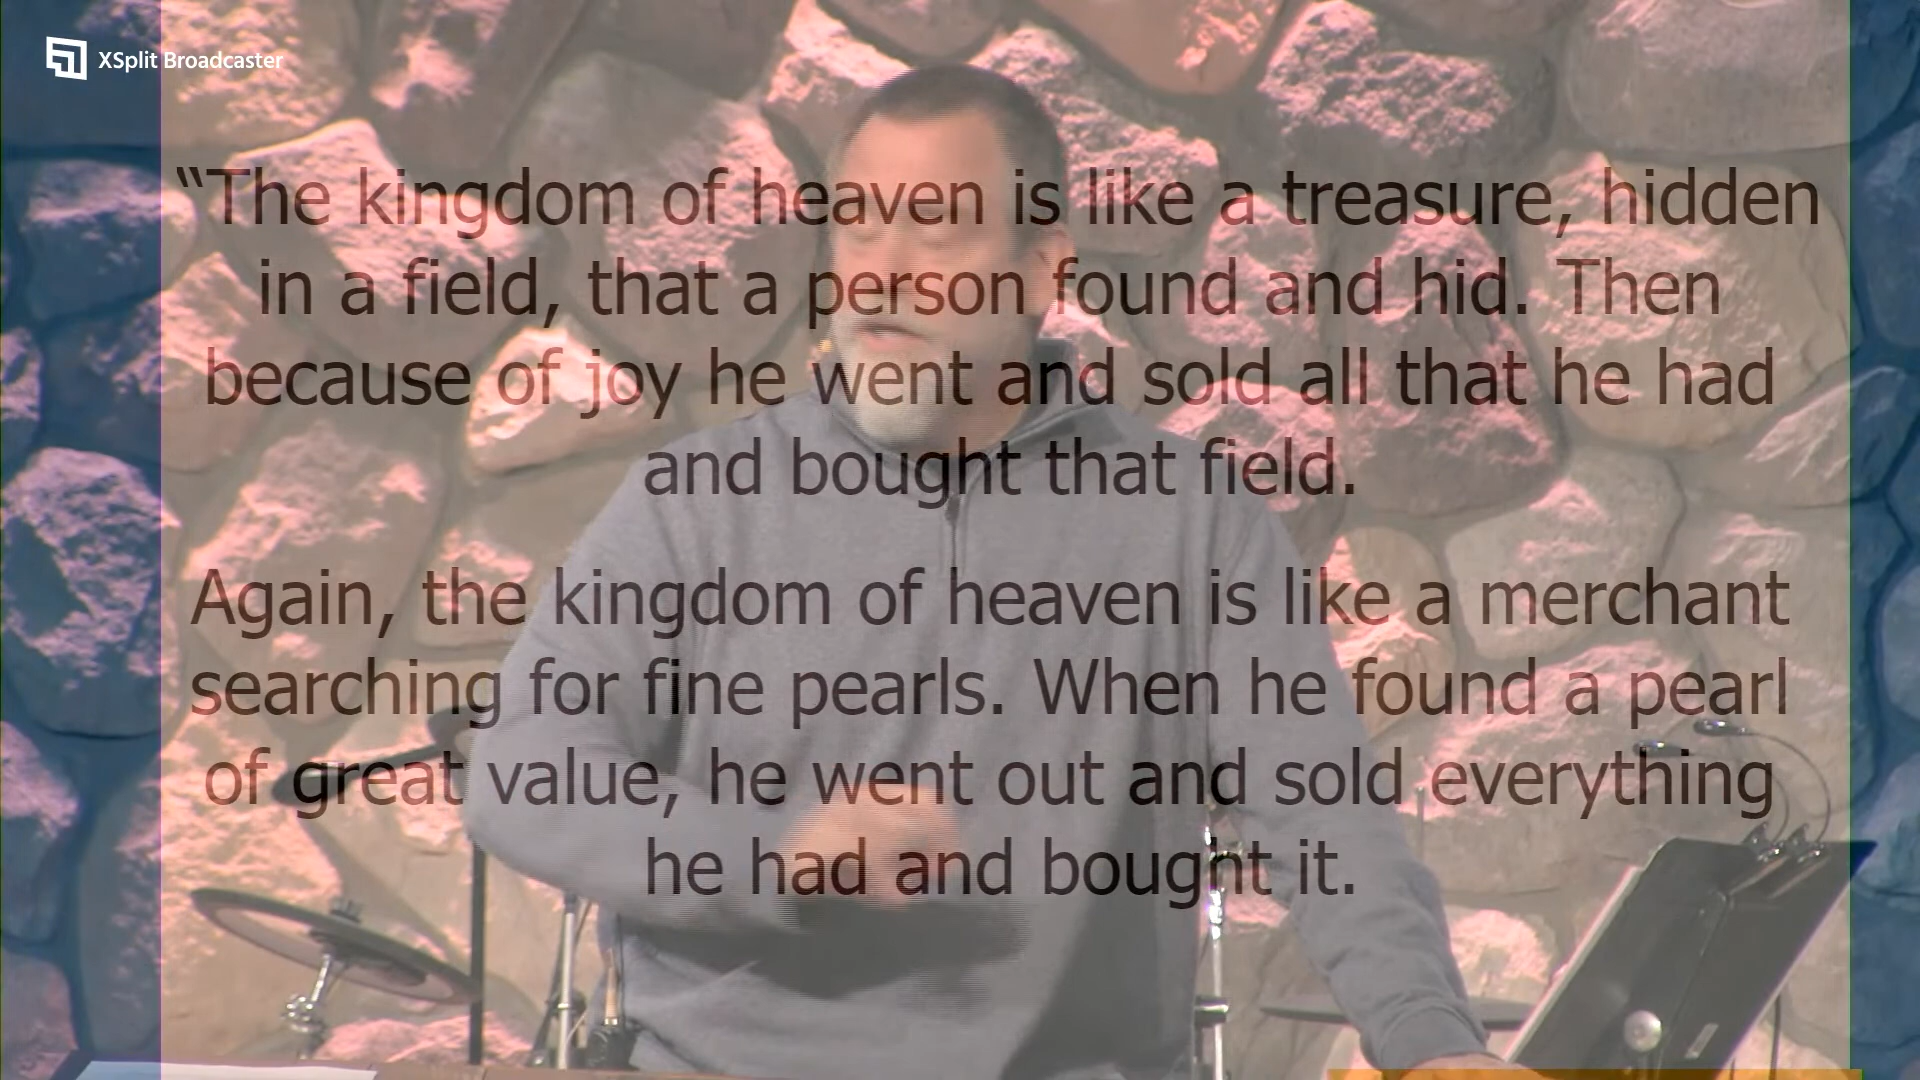 XSplit Broadcaster
“The kingdom of heaven is like a treasure, hidden
in a field, that a person found and hid. Then
because of joy he went and sold all that he had
and bought that field.
Again, the kingdom of heaven is like a merchant
searching for fine pearls. When he found a pearl
of great value, he went out and sold everything
he had and bought it.